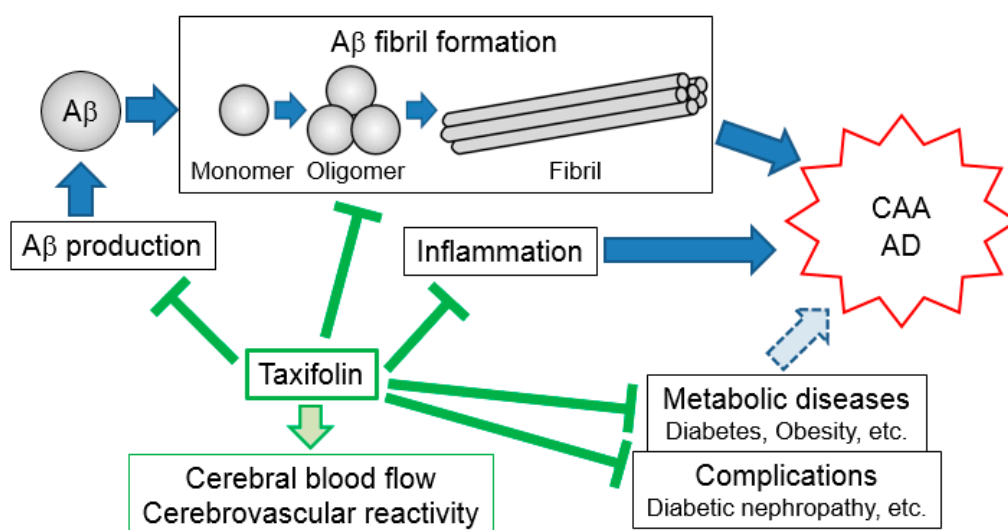 Aβ fibril formation
Aβ
Monomer
Oligomer
Fibril
CAA
AD
Aβ production
Inflammation
Taxifolin
Metabolic diseases
Diabetes, Obesity, etc.
Complications
Diabetic nephropathy, etc.
Cerebral blood flow
Cerebrovascular reactivity